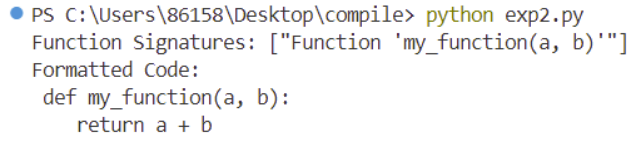 PS C:\Users\86158\Desktop\compile> python exp2.py
Function Signatures: ["Function 'my_function(a, b)'"]
Formatted Code:
 def my_function(a, b):
    return a + b